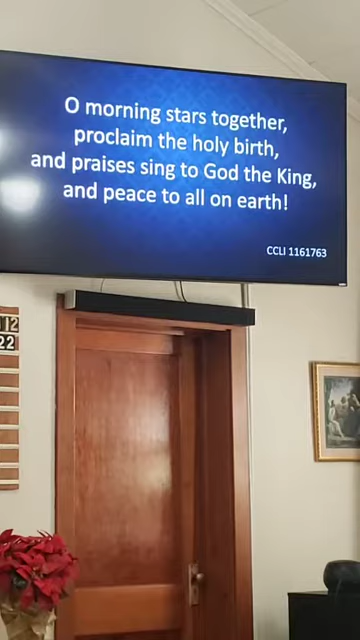 O morning stars together,
proclaim the holy birth,
and praises sing to God the King,
and peace to all on earth!
CCLI 1161763
12
22